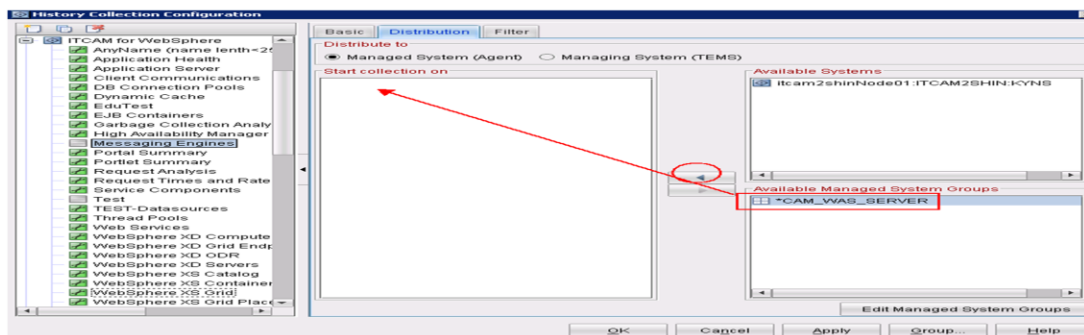 History Collection Configuration
ITCAM for WebSphere
AnyName (name lenth<25
Application Health
Application Server
Client Communications
DB Connection Pools
Dynamic Cache
EduTest
EJB Containers
Garbage Collection Analy
High Availability Manager
Messaging Engines
Portal Summary
Portlet Summary
Request Analysis
Request Times and Rate
Service Components
Test
TEST-Datasources
Thread Pools
Web Services
WebSphere XD Compute
WebSphere XD Grid Endp
WebSphere XD ODR
WebSphere XD Servers
WebSphere XS Catalog
WebSphere XS Container
WebSphere XS Grid
WebSphere XS Grid Place
Basic Distribution Filter
Distribute to
Managed System (Agent) Managing System (TEMS)
Start collection on
Available Systems
itcam2shinNode01:ITCAM2SHIN:KYNS
Available Managed System Groups
*CAM_WAS_SERVER
Edit Managed System Groups
OK Cancel Apply Group... Help